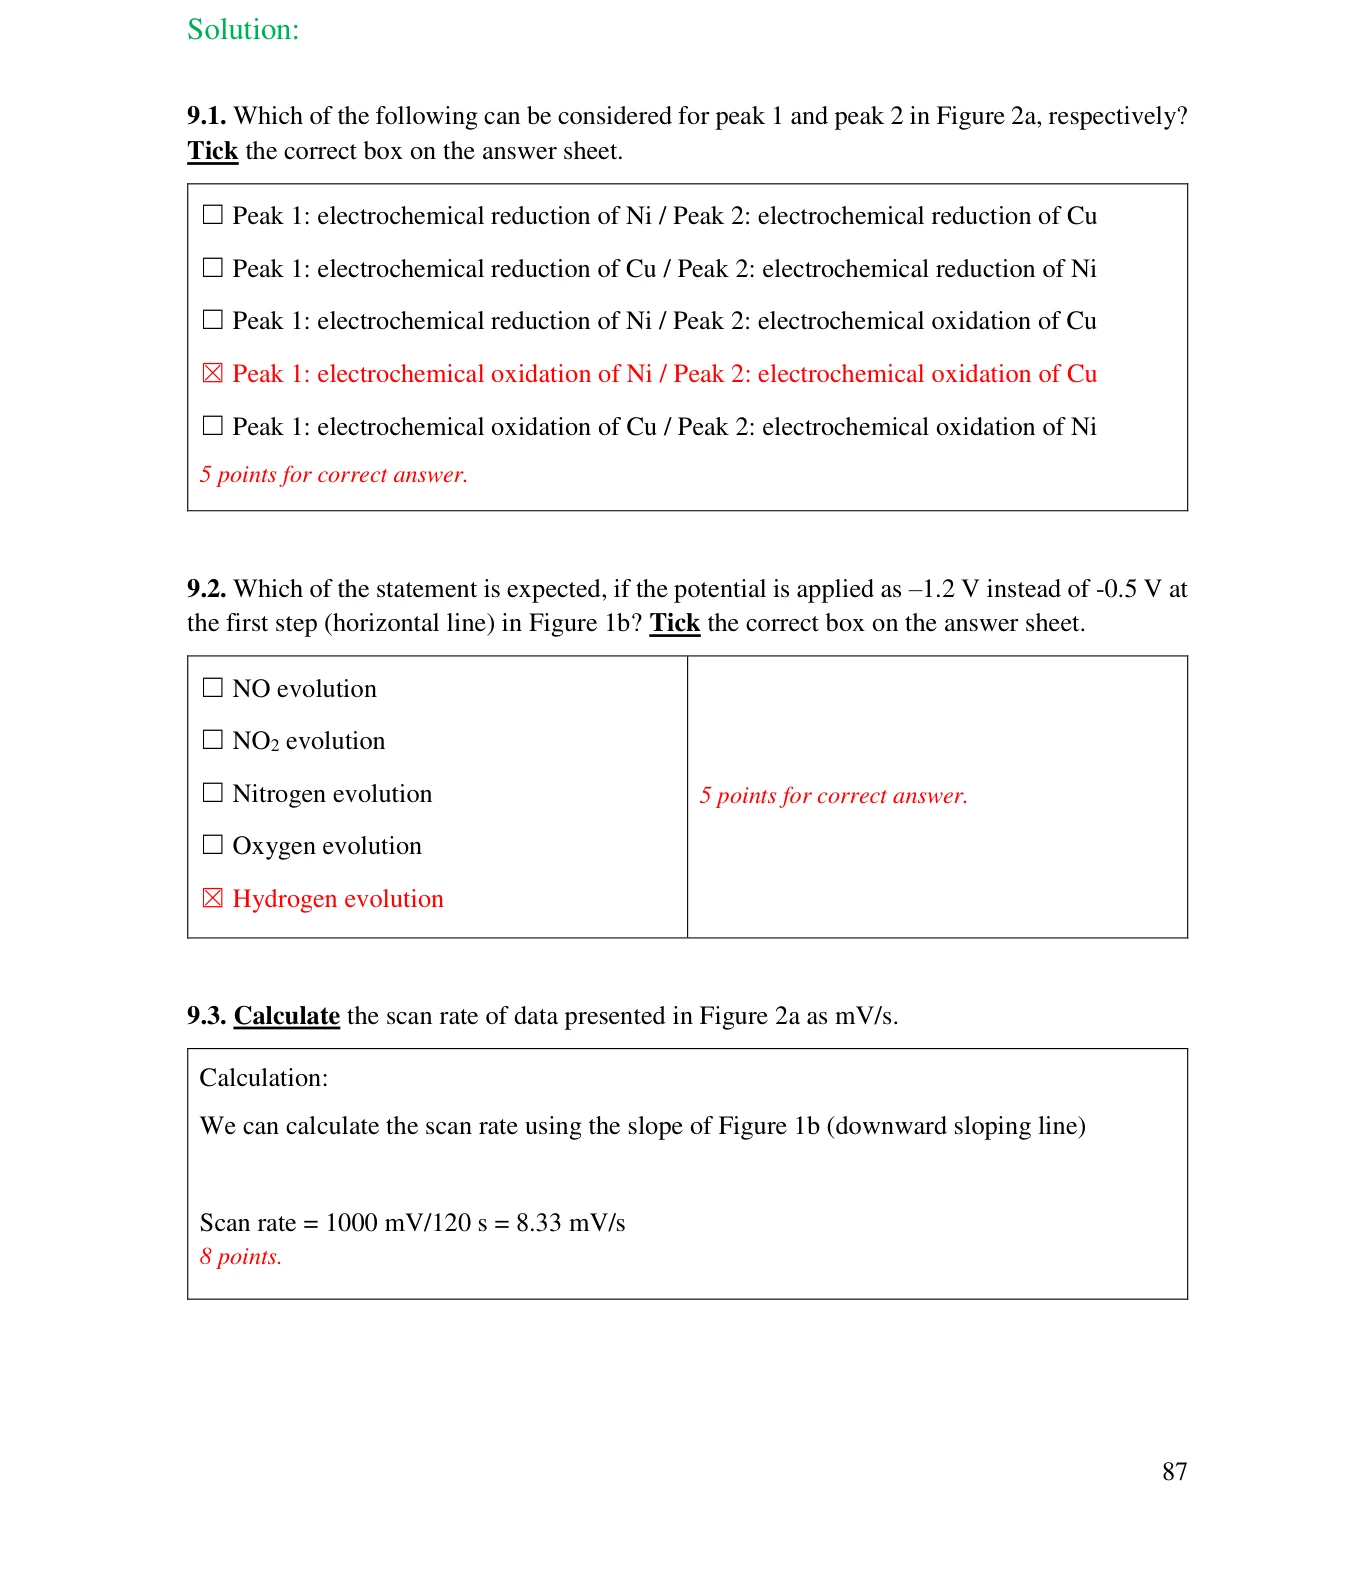 Solution:
9.1. Which of the following can be considered for peak 1 and peak 2 in Figure 2a, respectively?
Tick the correct box on the answer sheet.
☐ Peak 1: electrochemical reduction of Ni / Peak 2: electrochemical reduction of Cu
☐ Peak 1: electrochemical reduction of Cu / Peak 2: electrochemical reduction of Ni
☐ Peak 1: electrochemical reduction of Ni / Peak 2: electrochemical oxidation of Cu
☒ Peak 1: electrochemical oxidation of Ni / Peak 2: electrochemical oxidation of Cu
☐ Peak 1: electrochemical oxidation of Cu / Peak 2: electrochemical oxidation of Ni
5 points for correct answer.
9.2. Which of the statement is expected, if the potential is applied as –1.2 V instead of -0.5 V at
the first step (horizontal line) in Figure 1b? Tick the correct box on the answer sheet.
☐ NO evolution
☐ NO₂ evolution
☐ Nitrogen evolution
☐ Oxygen evolution
☒ Hydrogen evolution
5 points for correct answer.
9.3. Calculate the scan rate of data presented in Figure 2a as mV/s.
Calculation:
We can calculate the scan rate using the slope of Figure 1b (downward sloping line)
Scan rate = 1000 mV/120 s = 8.33 mV/s
8 points.
87